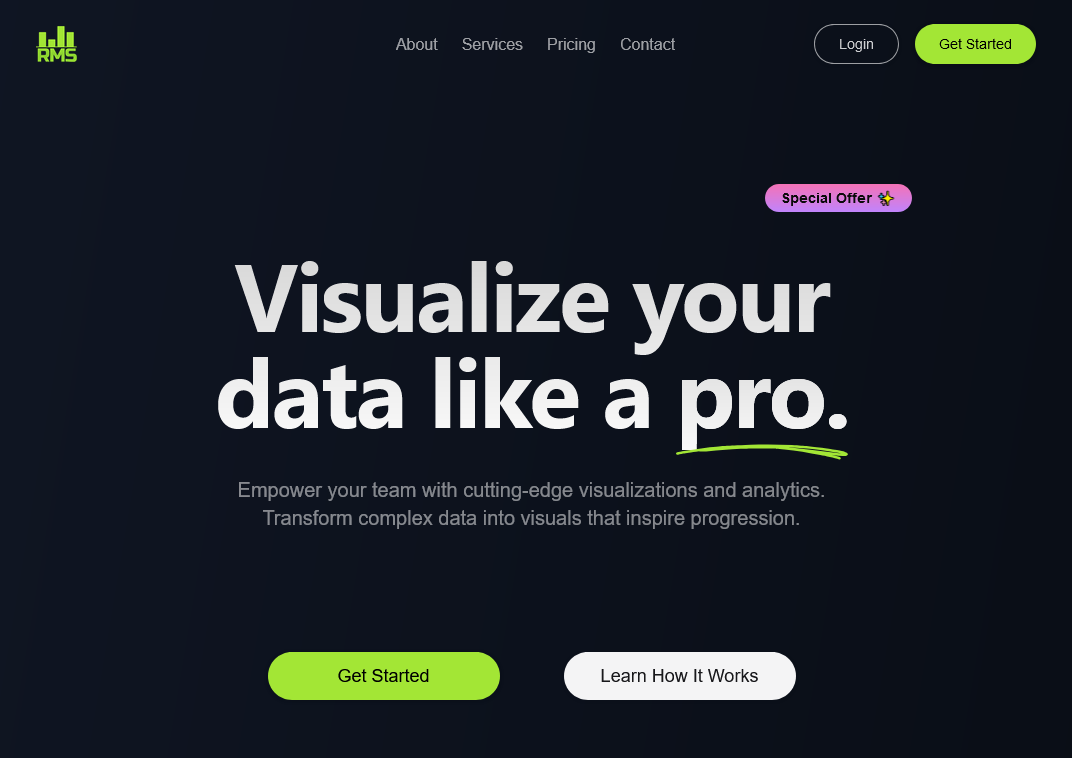 RMS
About
Services
Pricing
Contact
Login
Get Started
Special Offer ✨
Visualize your
data like a pro.
Empower your team with cutting-edge visualizations and analytics.
Transform complex data into visuals that inspire progression.
Get Started
Learn How It Works